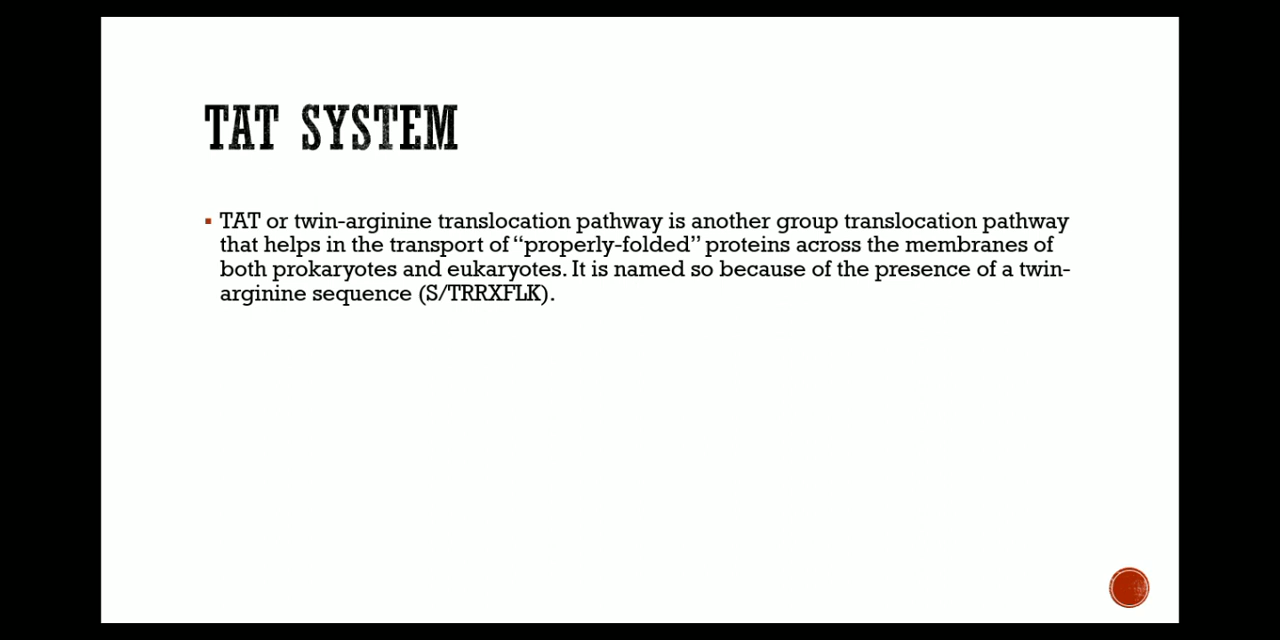 TAT SYSTEM
TAT or twin-arginine translocation pathway is another group translocation pathway
that helps in the transport of “properly-folded” proteins across the membranes of
both prokaryotes and eukaryotes. It is named so because of the presence of a twin-
arginine sequence (S/TRRXFLK).